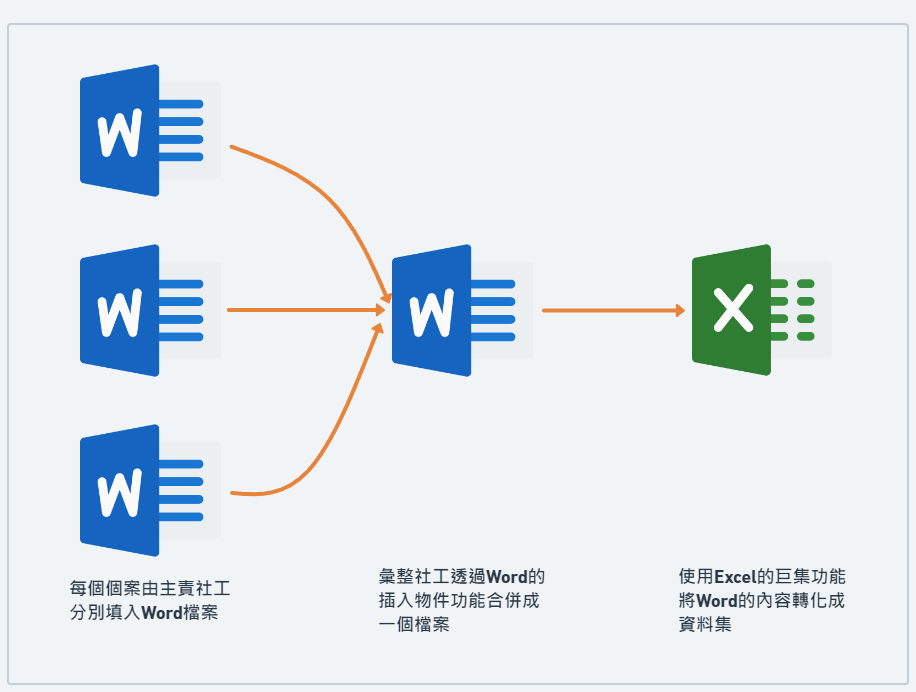 W
W
W
W
X
每個個案由主責社工
分別填入Word檔案
彙整社工透過Word的
插入物件功能合併成
一個檔案
使用Excel的巨集功能
將Word的內容轉化成
資料集